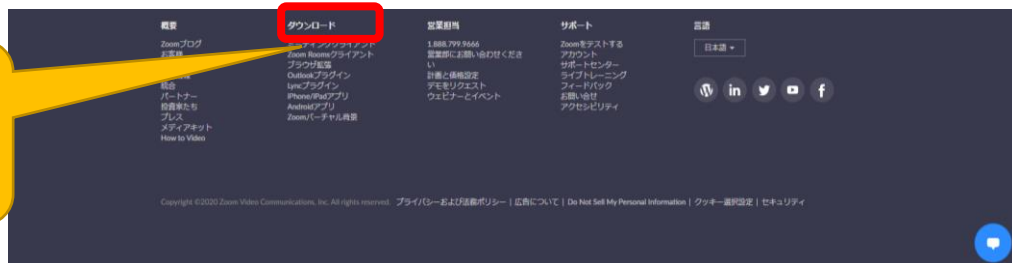 概要
Zoomブログ
お客様
統合
パートナー
投資家たち
プレス
メディアキット
How to Video
ダウンロード
Zoom Roomsクライアント
ブラウザ拡張
Outlookプラグイン
Lyncプラグイン
iPhone/iPadアプリ
Androidアプリ
Zoomバーチャル背景
営業担当
1.888.799.9666
営業部にお問い合わせくださ
い
計画と価格設定
デモをリクエスト
ウェビナーとイベント
サポート
Zoomをテストする
アカウント
サポートセンター
ライブトレーニング
フィードバック
お問い合せ
アクセシビリティ
言語
日本語
in
f
Copyright ©2020 Zoom Video Communications, Inc. All rights reserved. プライバシーおよび法務ポリシー | 広告について | Do Not Sell My Personal Information | クッキー選択設定 | セキュリティ